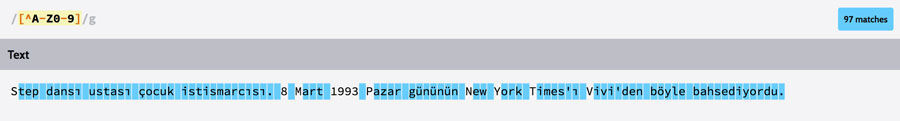 /[^A-Z0-9]/g
97 matches
Text
Step dansı ustası çocuk istismarcısı. 8 Mart 1993 Pazar gününün New York Times'ı Vivi'den böyle bahsediyordu.